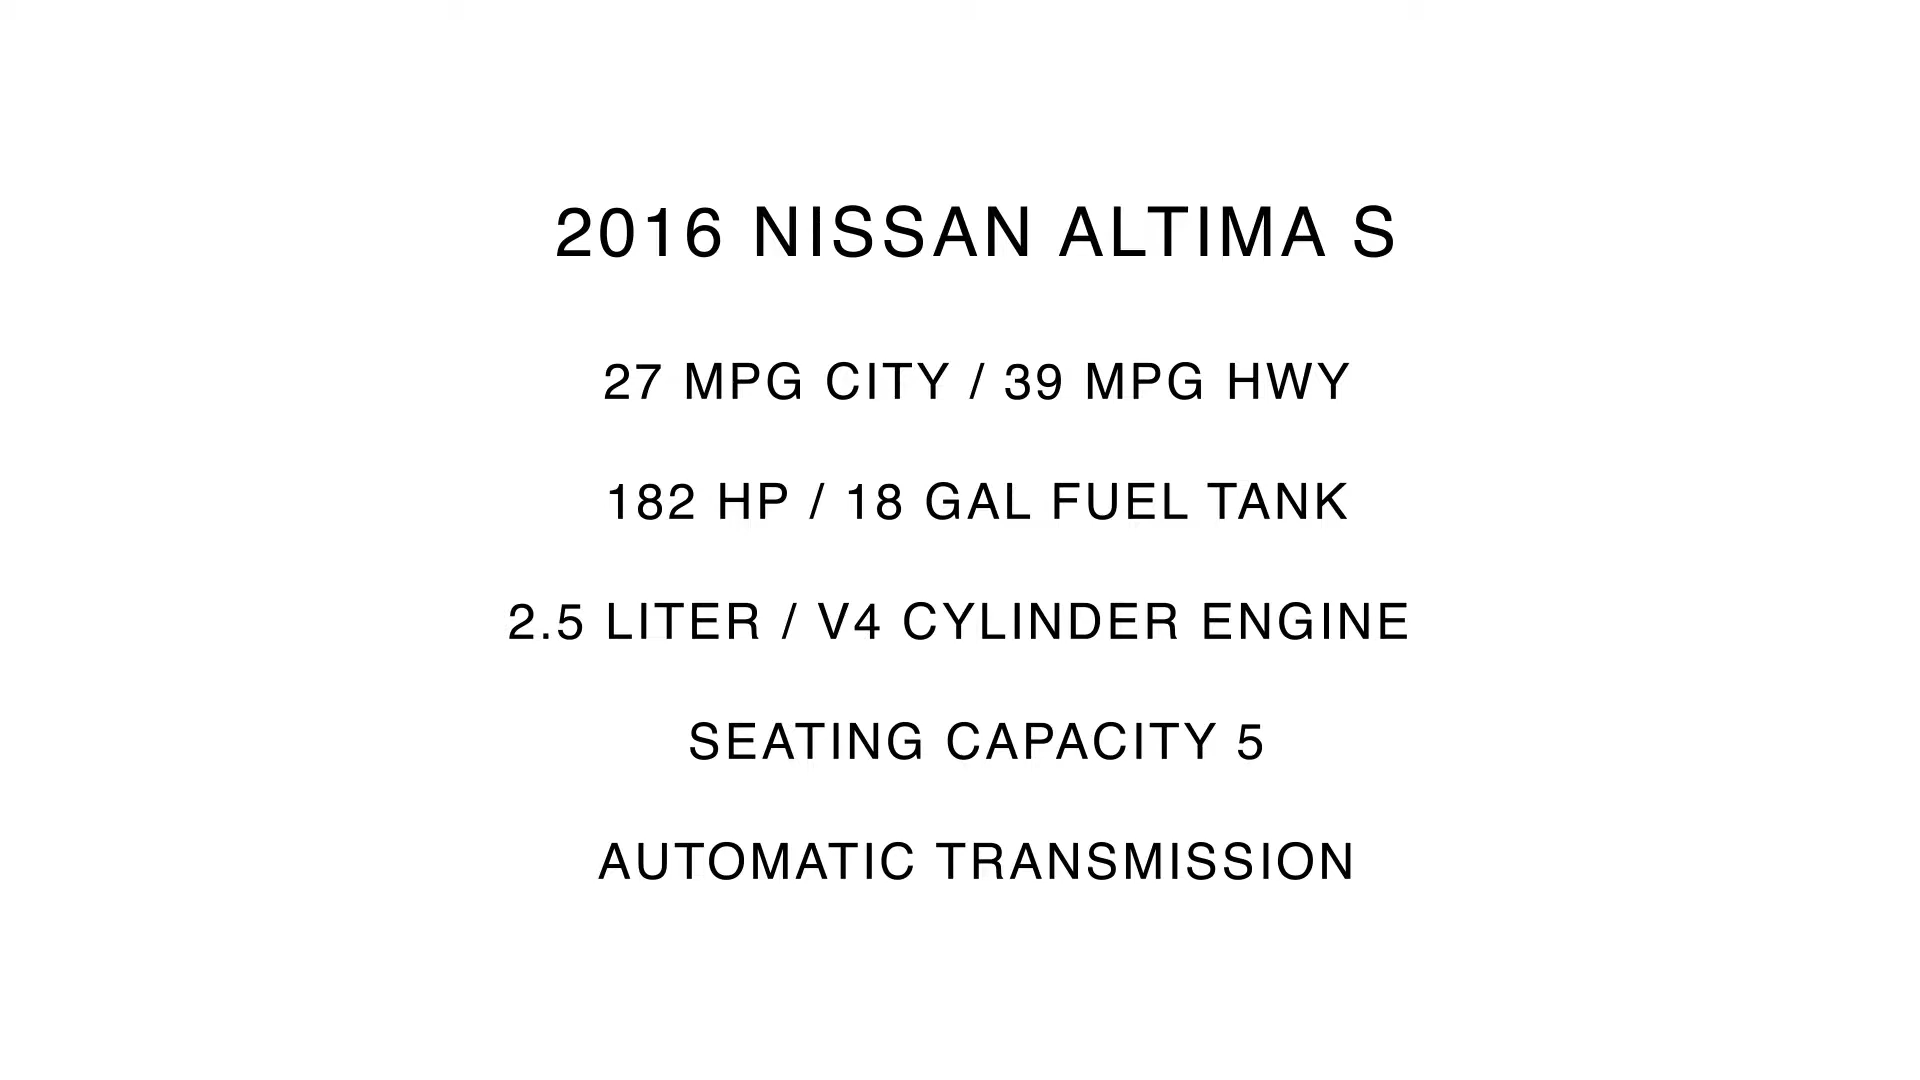 2016 NISSAN ALTIMA S
27 MPG CITY / 39 MPG HWY
182 HP / 18 GAL FUEL TANK
2.5 LITER / V4 CYLINDER ENGINE
SEATING CAPACITY 5
AUTOMATIC TRANSMISSION